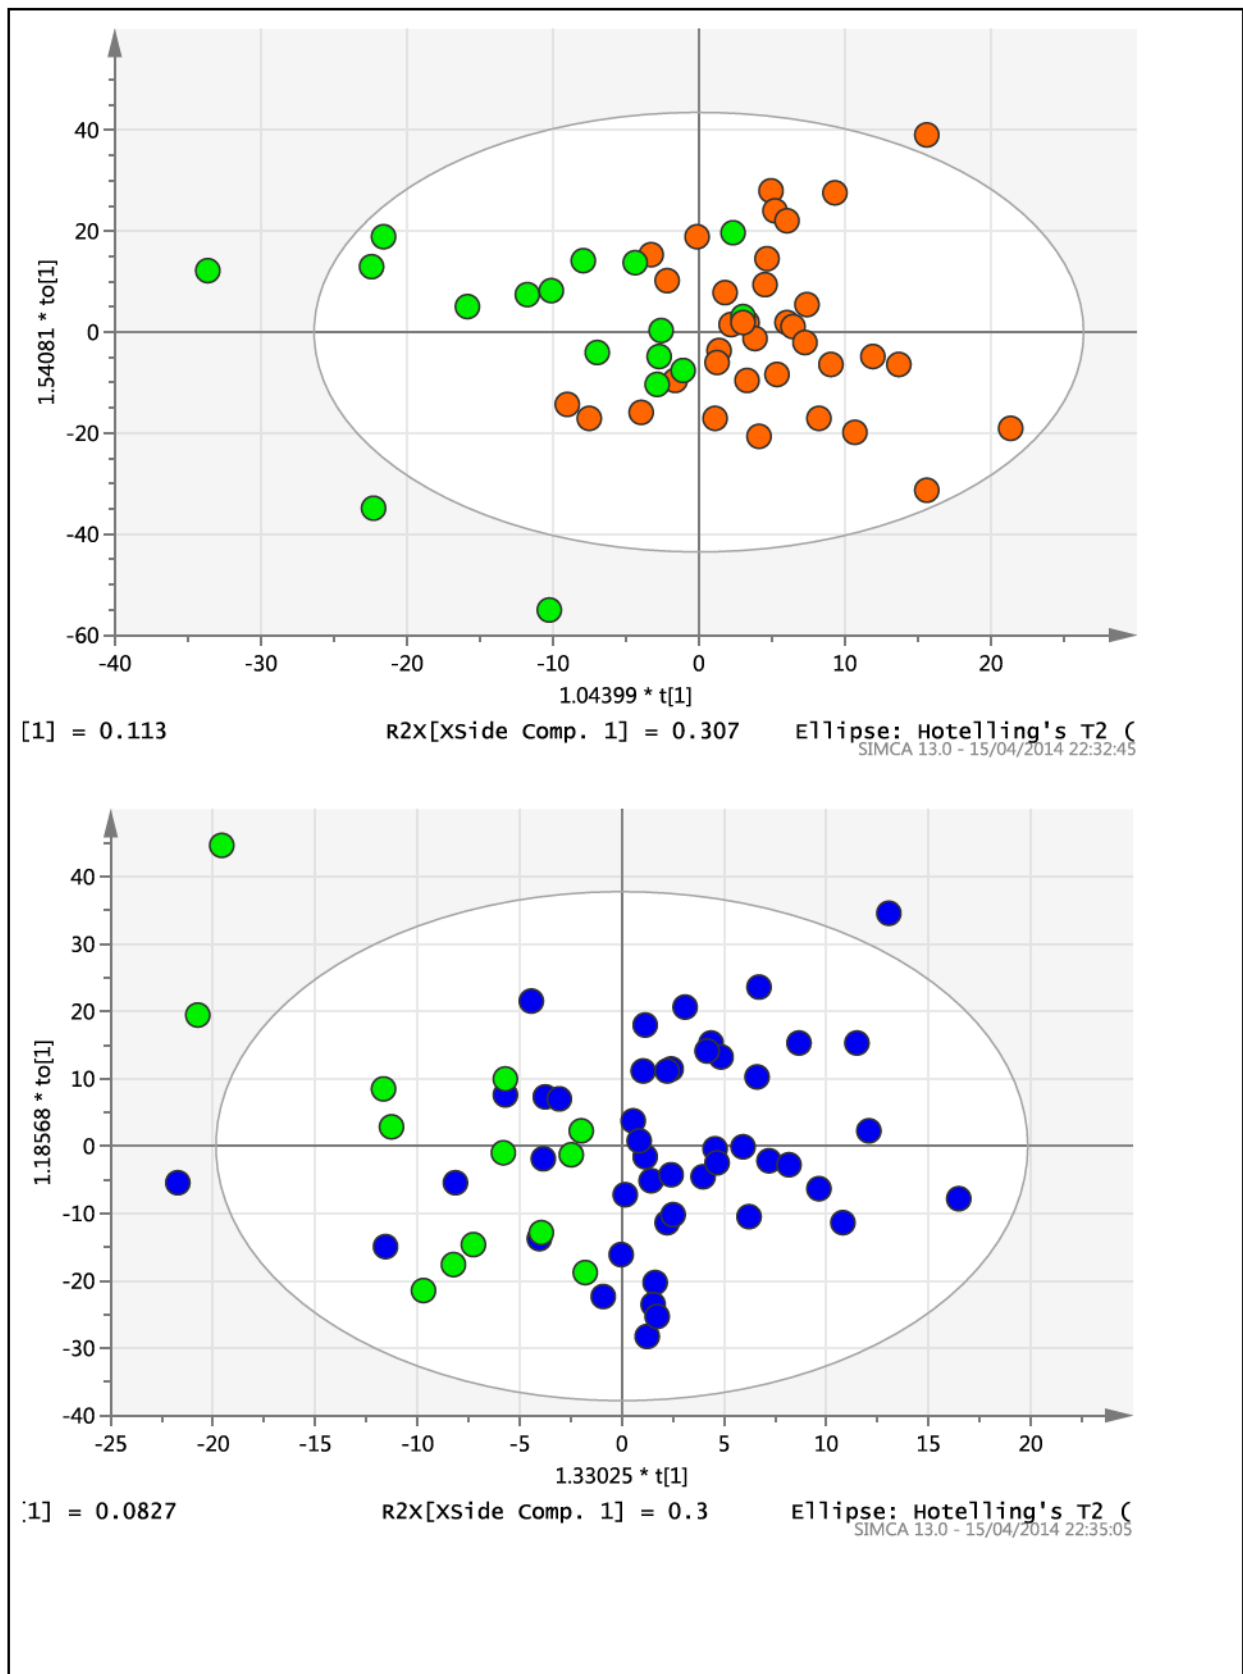 40
20
0
-20
-40
-60
1.54081 * to[1]
-40 -30 -20 -10 0 10 20
1.04399 * t[1]
[1] = 0.113 R2X[XSide Comp. 1] = 0.307 Ellipse: Hotelling's T2 (
SIMCA 13.0 - 15/04/2014 22:32:45
40
30
20
10
0
-10
-20
-30
-40
1.18568 * to[1]
-25 -20 -15 -10 -5 0 5 10 15 20
1.33025 * t[1]
1] = 0.0827 R2X[XSide Comp. 1] = 0.3 Ellipse: Hotelling's T2 (
SIMCA 13.0 - 15/04/2014 22:35:05